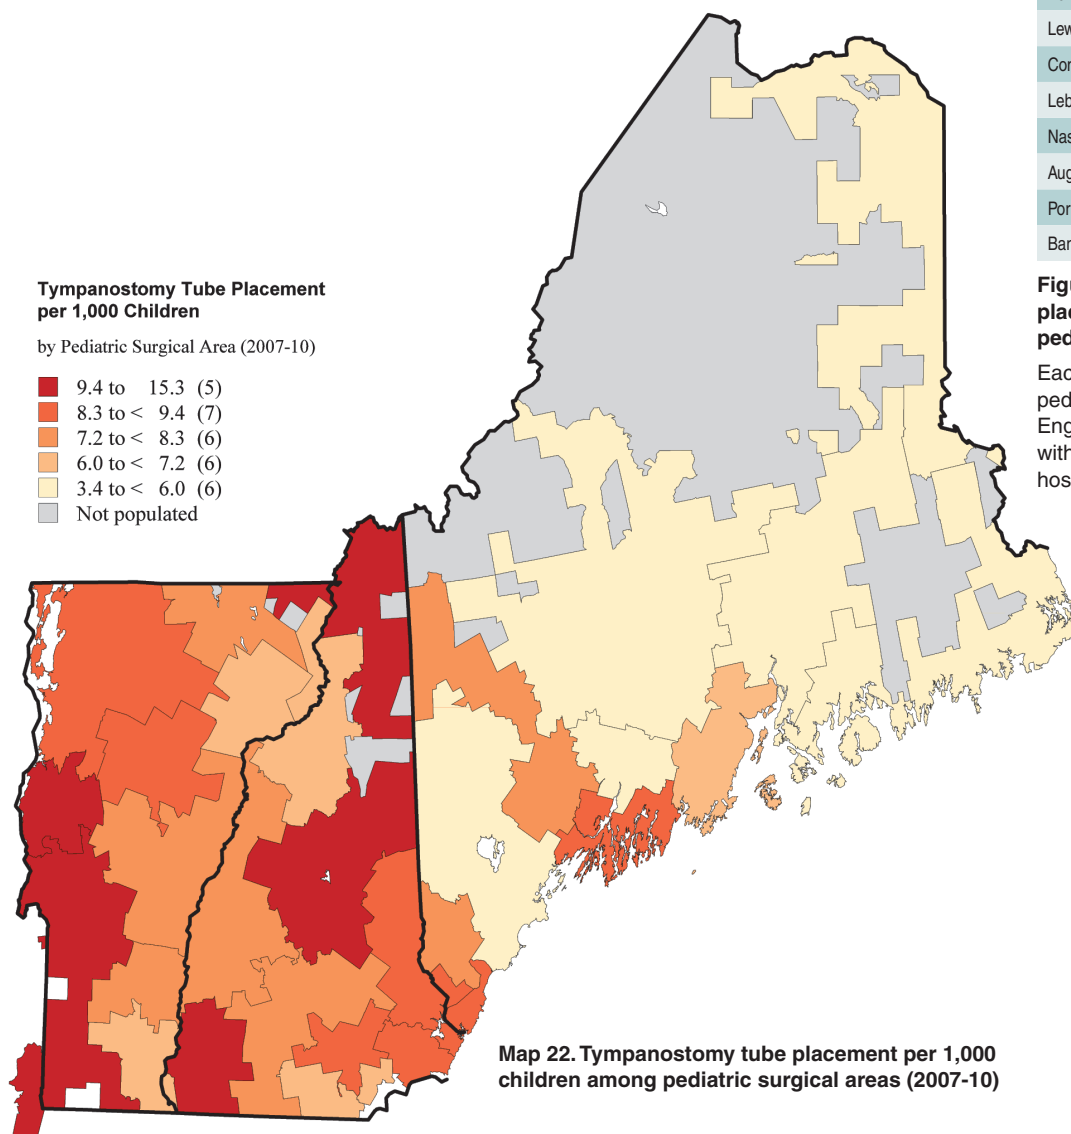 Lew
Cor
Leb
Nas
Aug
Por
Bar
Figu
plac
ped
Eac
ped
Eng
with
hos
Tympanostomy Tube Placement
per 1,000 Children
by Pediatric Surgical Area (2007-10)
9.4 to 15.3 (5)
8.3 to < 9.4 (7)
7.2 to < 8.3 (6)
6.0 to < 7.2 (6)
3.4 to < 6.0 (6)
Not populated
Map 22. Tympanostomy tube placement per 1,000
children among pediatric surgical areas (2007-10)